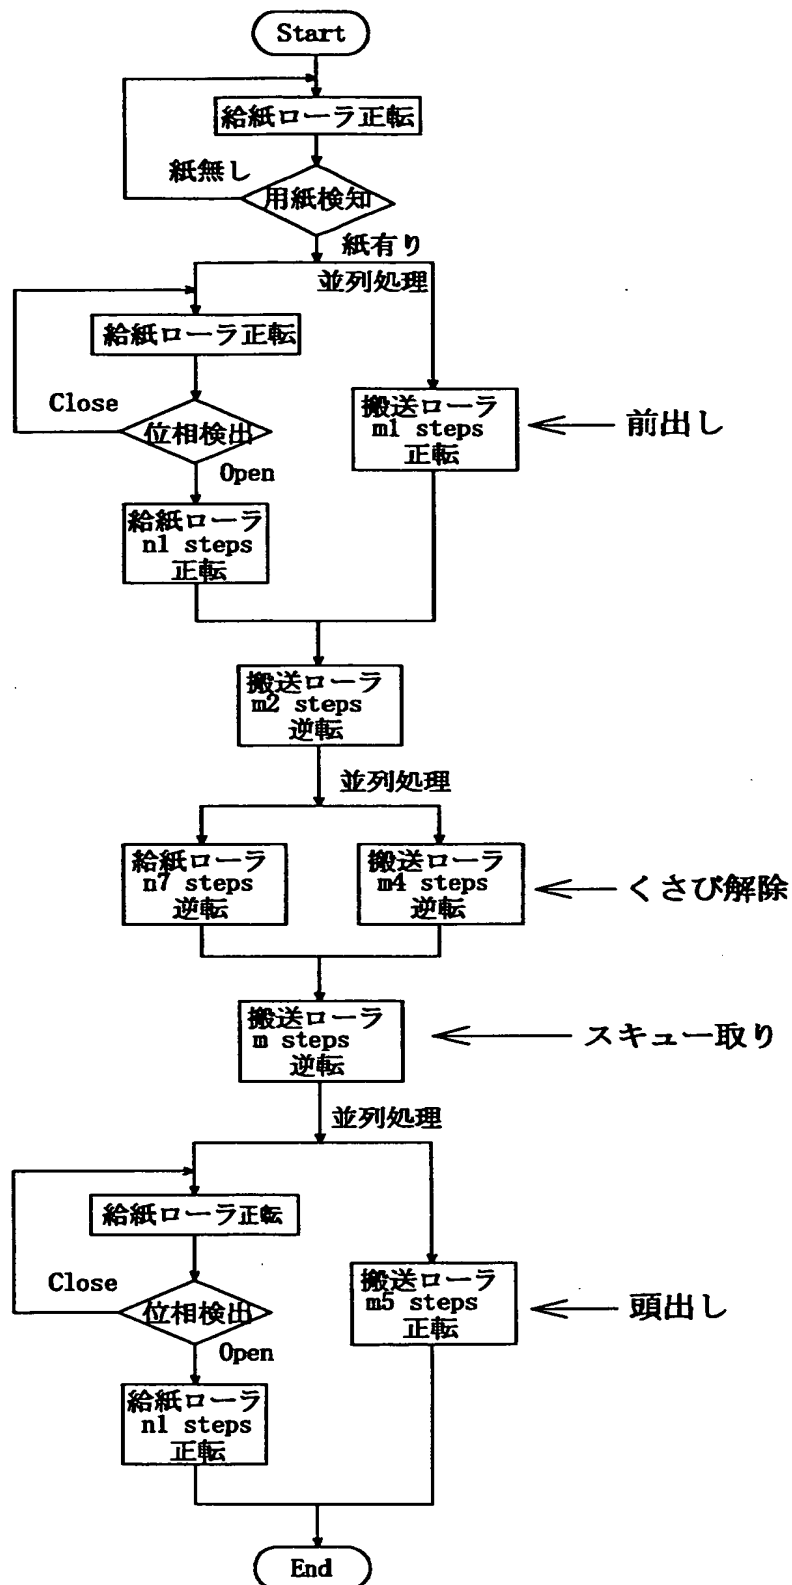 Start
給紙ローラ正転
紙無し
用紙検知
紙有り
並列処理
給紙ローラ正転
Close
位相検出
Open
給紙ローラ
n1 steps
正転
搬送ローラ
m1 steps
正転
前出し
搬送ローラ
m2 steps
逆転
並列処理
給紙ローラ
n7 steps
逆転
搬送ローラ
m4 steps
逆転
くさび解除
搬送ローラ
m steps
逆転
スキュー取り
並列処理
給紙ローラ正転
Close
位相検出
Open
給紙ローラ
n1 steps
正転
搬送ローラ
m5 steps
正転
頭出し
End